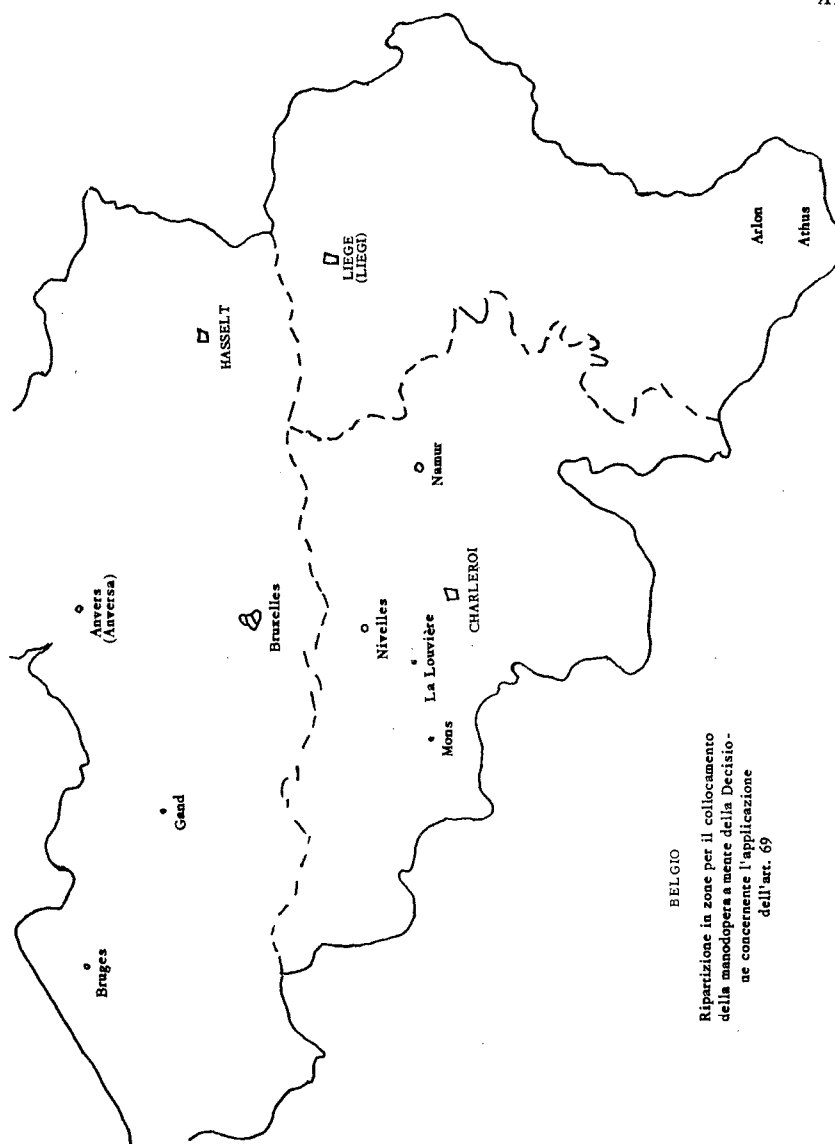 Anvers
(Anversa)
Bruges
Gand
HASSELT
Bruxelles
LIEGE
(LIEGI)
Nivelles
La Louvière
Mons
Namur
CHARLEROI
Arlon
Athus
BELGIO
Ripartizione in zone per il collocamento
della manodopera a mente della Decisio-
ne concernente l'applicazione
dell'art. 69